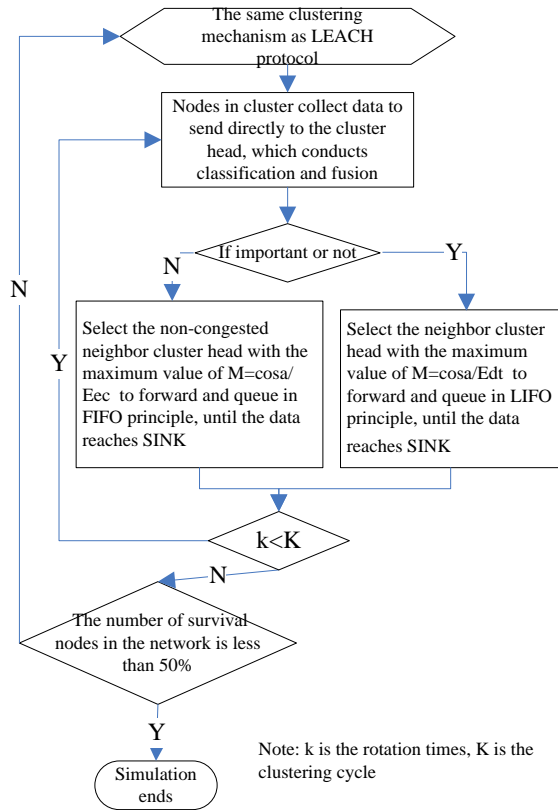 The same clustering
mechanism as LEACH
protocol
Nodes in cluster collect data to
send directly to the cluster
head, which conducts
classification and fusion
If important or not
N
Y
Select the non-congested
neighbor cluster head with the
maximum value of M=cosa/
Eec to forward and queue in
FIFO principle, until the data
reaches SINK
Select the neighbor cluster
head with the maximum
value of M=cosa/Edt to
forward and queue in LIFO
principle, until the data
reaches SINK
N
Y
k<K
N
The number of survival
nodes in the network is less
than 50%
Y
Simulation
ends
Note: k is the rotation times, K is the
clustering cycle